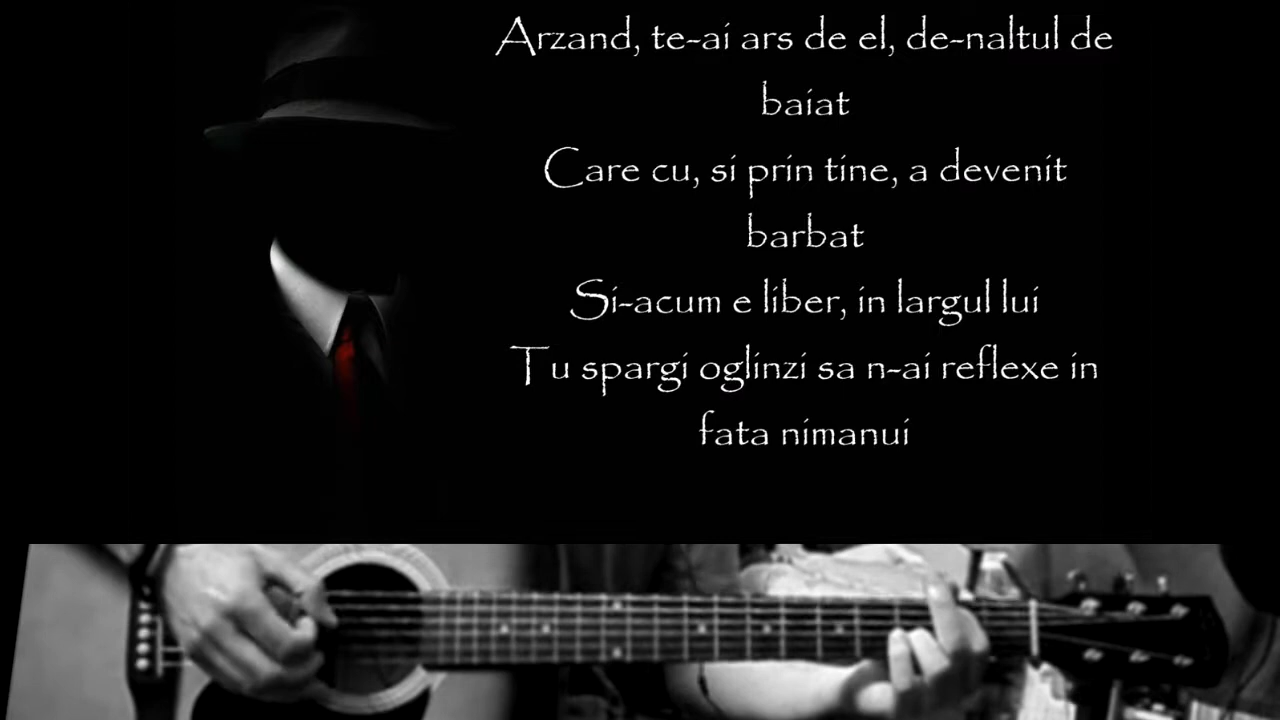 Arzand, te-ai ars de el, de-naltul de
baiat
Care cu, si prin tine, a devenit
barbat
Si-acum e liber, in largul lui
Tu spargi oglinzi sa n-ai reflexe in
fata nimanui